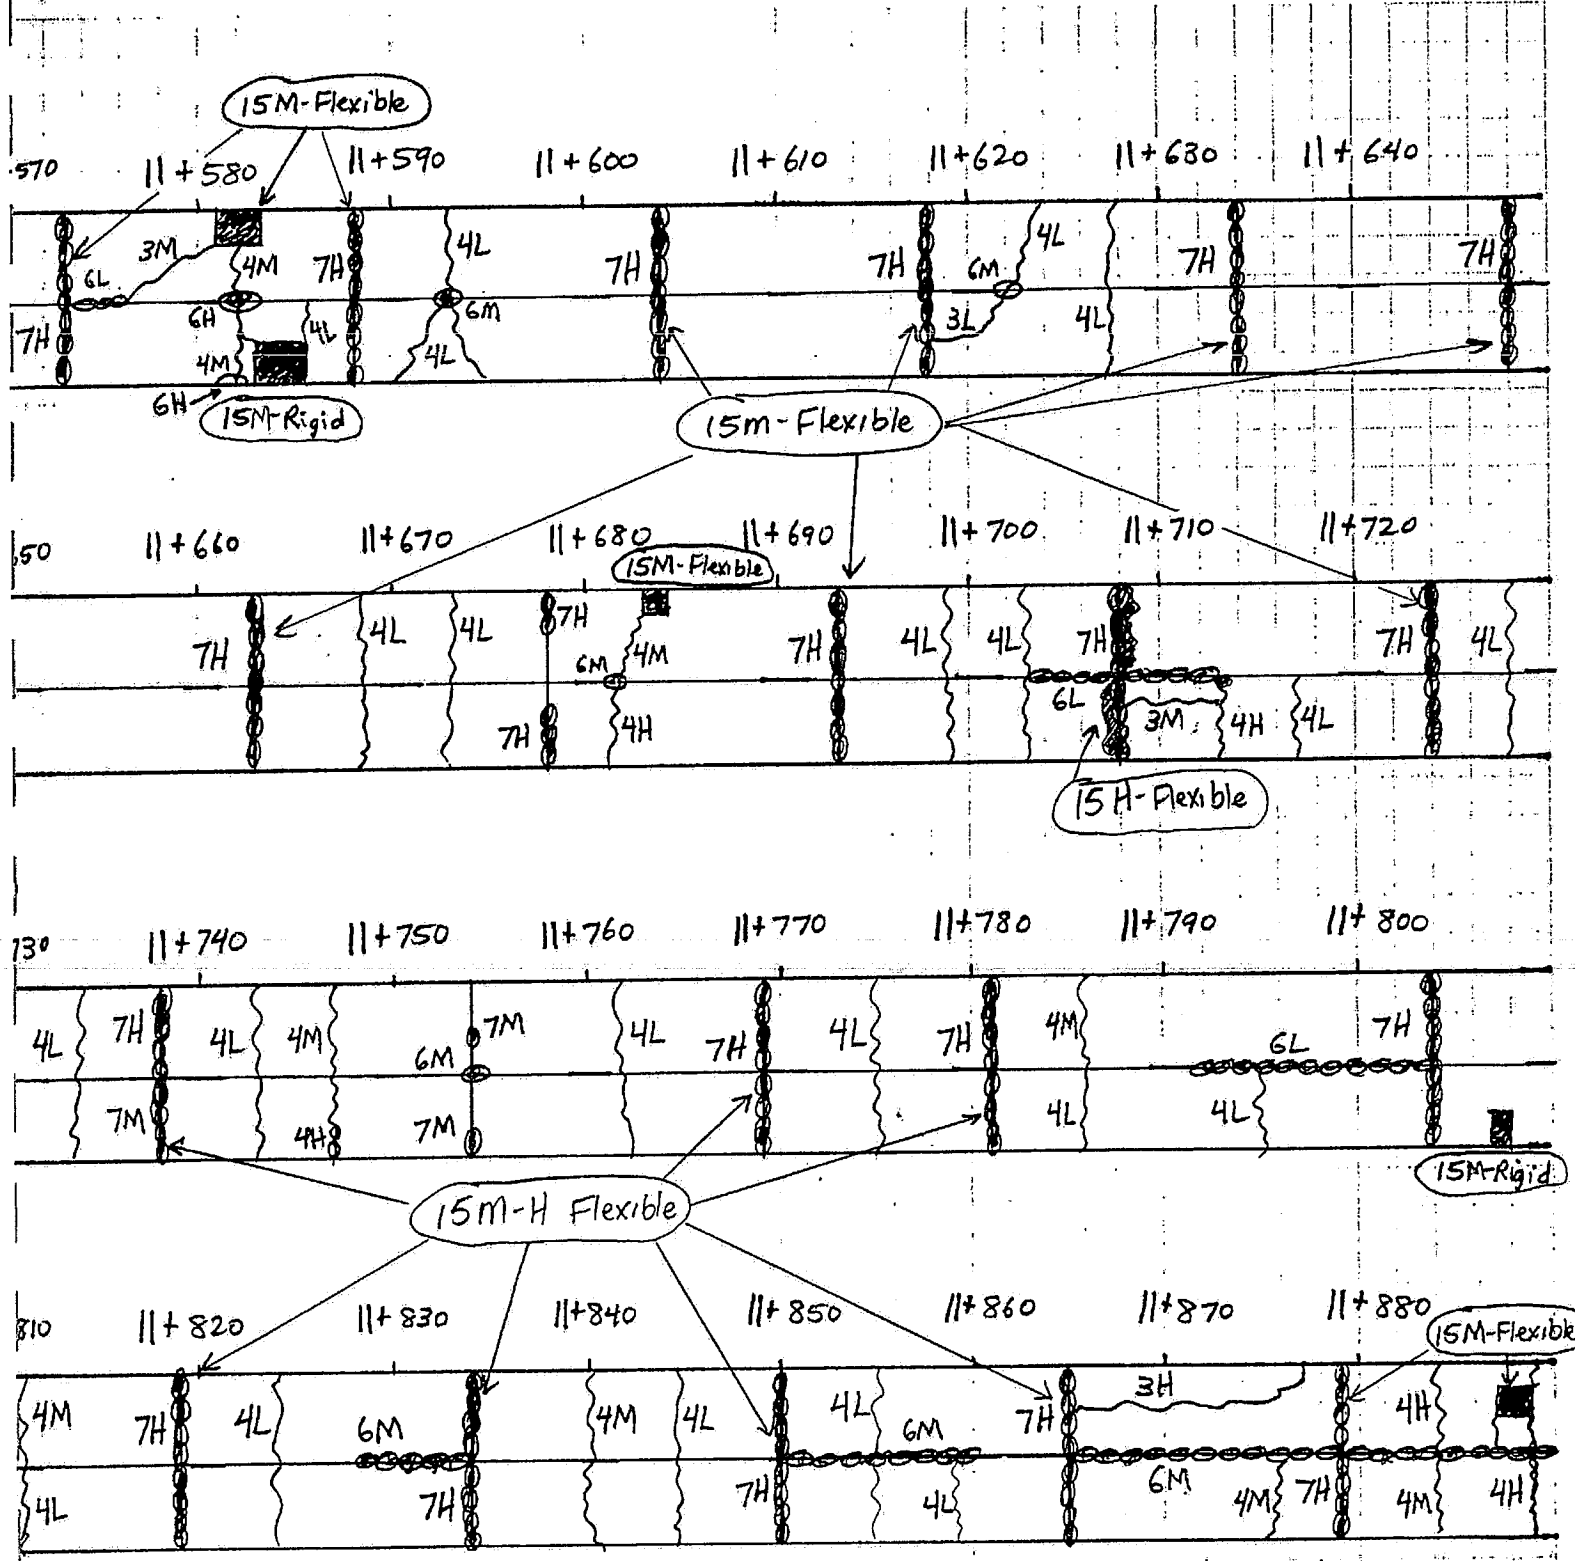 15M-Flexible
·570 11+580 11+590 11+600 11+610 11+620 11+630 11+640
3M 4M 7H 4L 7H 7H 6M 4L 7H 7H
6L
7H 6H 4L 6M 3L 4L
4M 4L
6H 15M-Rigid 15m-Flexible
,50 11+660 11+670 11+680 11+690 11+700 11+710 11+720
15M-Flexible
7H 4L 4L 7H 6M 4M 7H 4L 4L 7H 7H 4L
7H 4H 6L 3M 4H 4L
15H-Flexible
730 11+740 11+750 11+760 11+770 11+780 11+790 11+800
4L 7H 4L 4M 6M 7M 4L 7H 4L 7H 4M 6L 7H
7M 4H 7M 4L 4L
15M-Rigid
15m-H Flexible
810 11+820 11+830 11+840 11+850 11+860 11+870 11+880
15M-Flexible
4M 7H 4L 6M 4M 4L 4L 6M 7H 3H 4H
4L 7H 7H 4L 6M 4M 7H 4M 4H